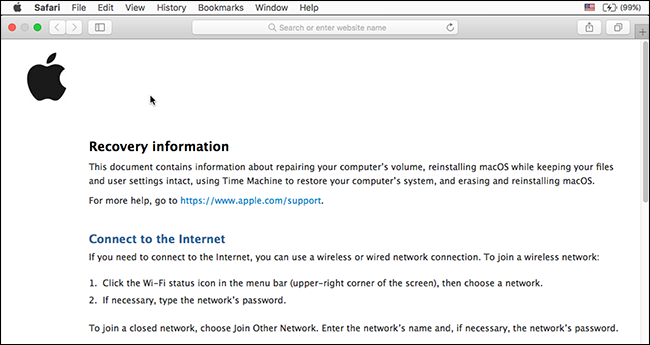 Safari File Edit View History Bookmarks Window Help (99%)
Search or enter website name
Recovery information
This document contains information about repairing your computer's volume, reinstalling macOS while keeping your files
and user settings intact, using Time Machine to restore your computer's system, and erasing and reinstalling macOS.
For more help, go to https://www.apple.com/support.
Connect to the Internet
If you need to connect to the Internet, you can use a wireless or wired network connection. To join a wireless network:
1. Click the Wi-Fi status icon in the menu bar (upper-right corner of the screen), then choose a network.
2. If necessary, type the network's password.
To join a closed network, choose Join Other Network. Enter the network's name and, if necessary, the network's password.